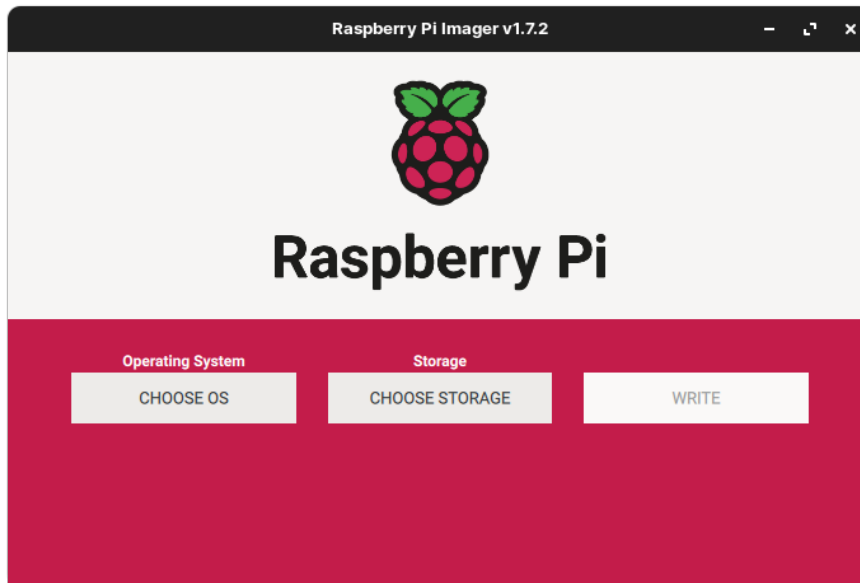 Raspberry Pi Imager v1.7.2
Raspberry Pi
Operating System
CHOOSE OS
Storage
CHOOSE STORAGE
WRITE